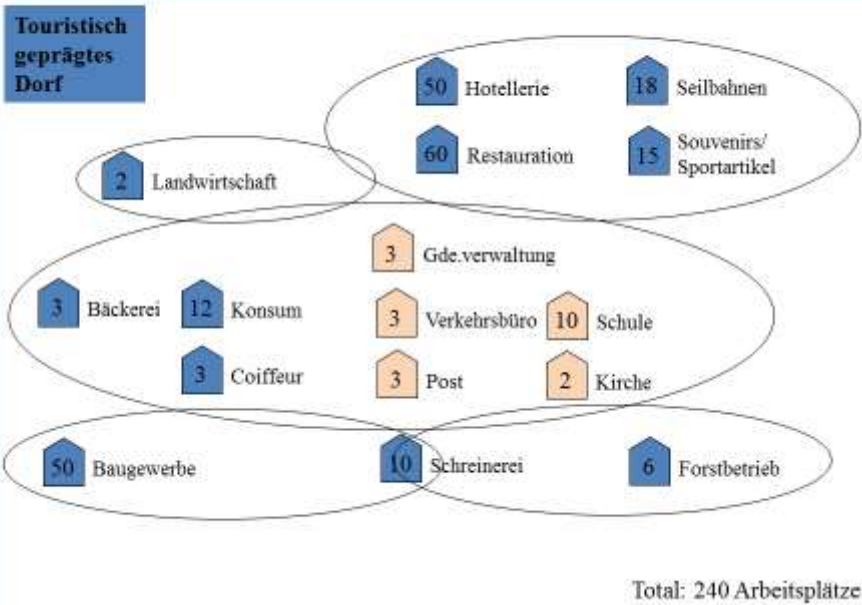 Touristisch
geprägtes
Dorf
50 Hotellerie
18 Seilbahnen
60 Restauration
15 Souvenirs/
Sportartikel
2 Landwirtschaft
3 Gde.verwaltung
3 Bäckerei
12 Konsum
3 Verkehrsbüro
10 Schule
3 Coiffeur
3 Post
2 Kirche
50 Baugewerbe
10 Schreinerei
6 Forstbetrieb
Total: 240 Arbeitsplätze